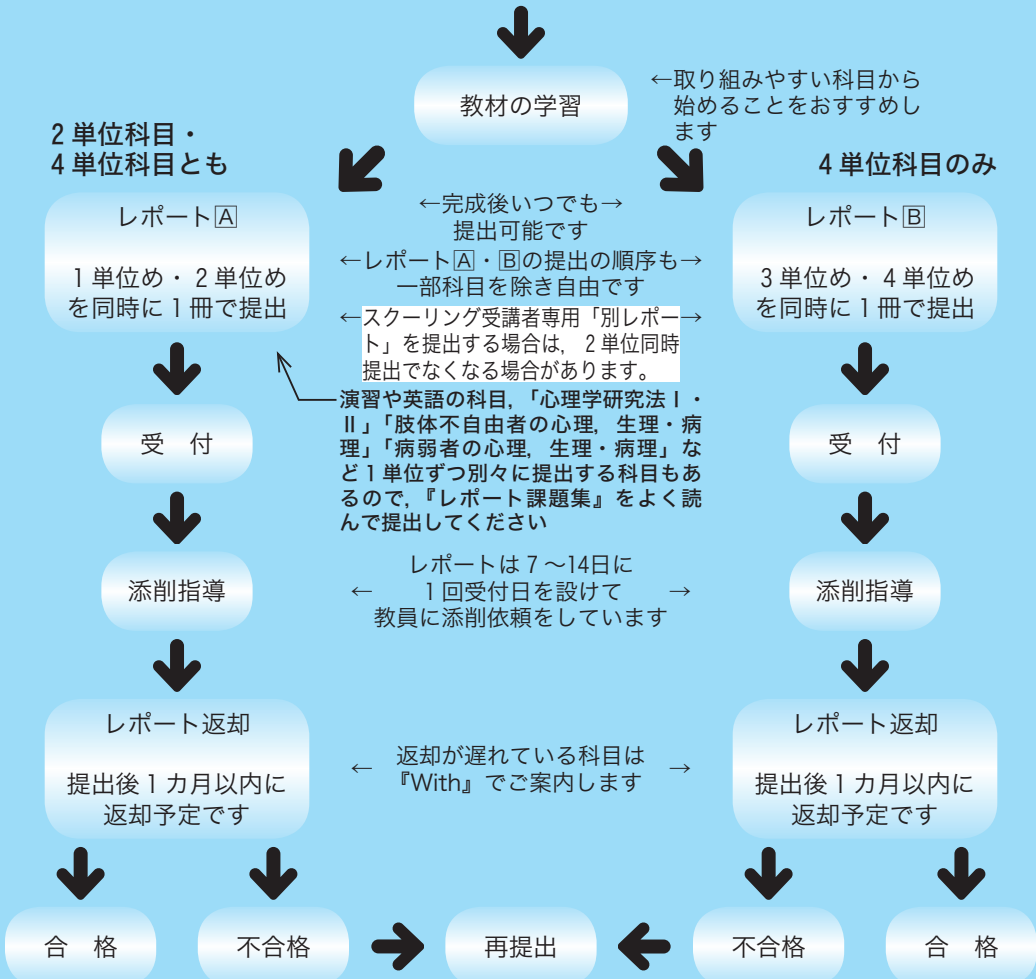 教材の学習
←取り組みやすい科目から
始めることをおすすめし
ます
2単位科目・
4単位科目とも
4単位科目のみ
レポートA
1単位め・2単位め
を同時に1冊で提出
←完成後いつでも→
提出可能です
←レポートA・Bの提出の順序も→
一部科目を除き自由です
←スクーリング受講者専用「別レポー→
ト」を提出する場合は，2単位同時
提出でなくなる場合があります。
演習や英語の科目，「心理学研究法Ⅰ・
Ⅱ」「肢体不自由者の心理，生理・病
理」「病弱者の心理，生理・病理」な
ど1単位ずつ別々に提出する科目もあ
るので，『レポート課題集』をよく読
んで提出してください
レポートB
3単位め・4単位め
を同時に1冊で提出
受　付
受　付
添削指導
レポートは7～14日に
←　1回受付日を設けて　→
教員に添削依頼をしています
添削指導
レポート返却
提出後1カ月以内に
返却予定です
←　返却が遅れている科目は　→
『With』でご案内します
レポート返却
提出後1カ月以内に
返却予定です
合　格
不合格
再提出
不合格
合　格